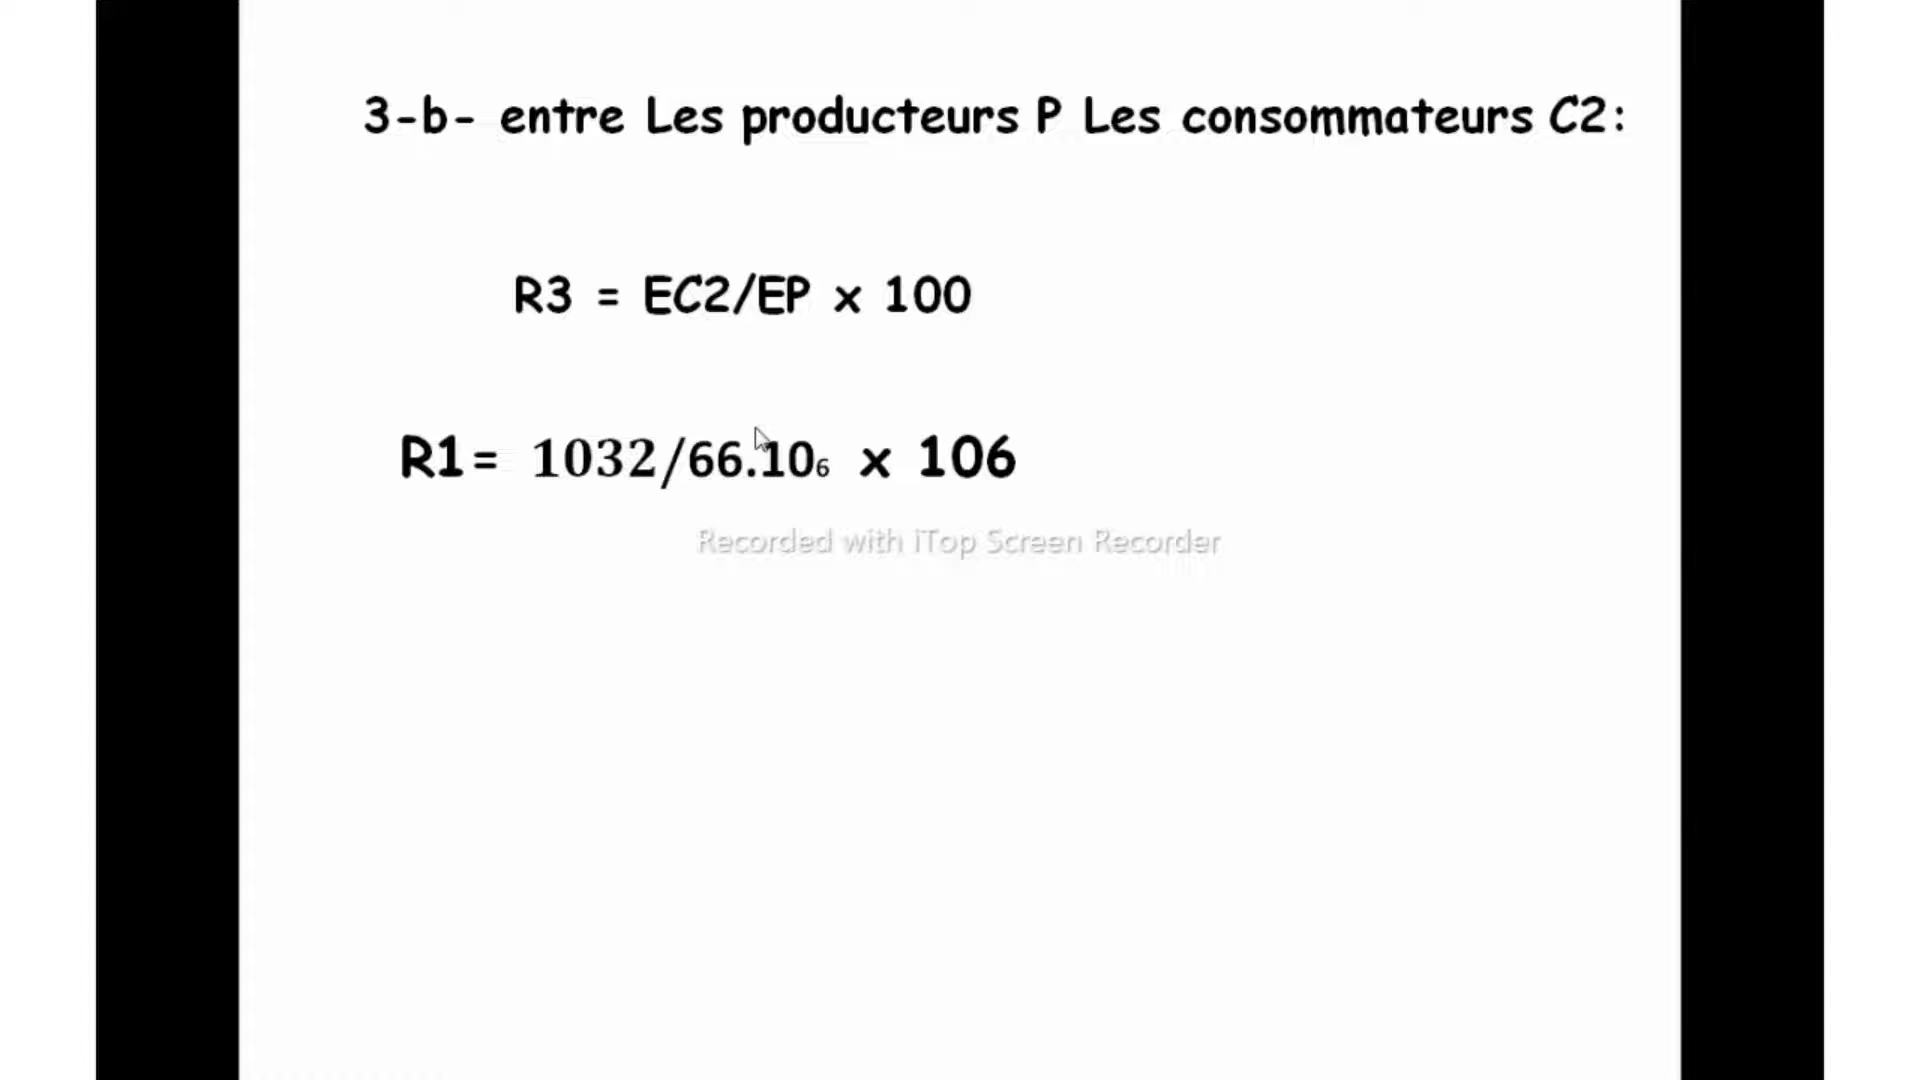 3-b- entre Les producteurs P Les consommateurs C2:
R3 = EC2/EP x 100
R1= 1032/66.10₆ x 106
Recorded with iTop Screen Recorder